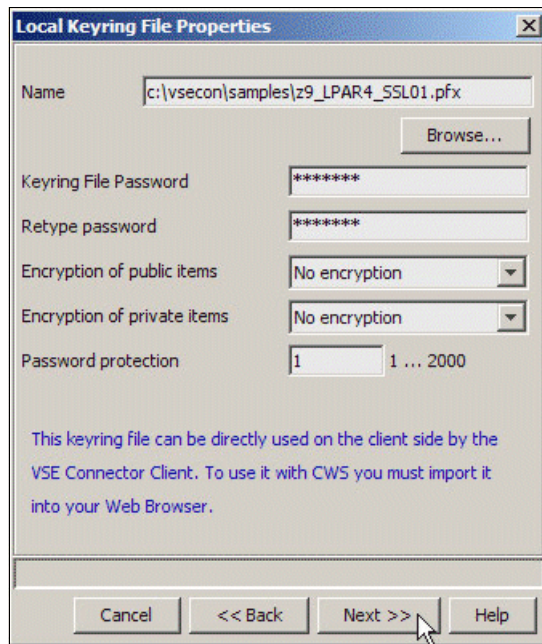 Local Keyring File Properties
Name c:\vsecon\samples\z9_LPAR4_SSL01.pfx
Browse...
Keyring File Password *******
Retype password *******
Encryption of public items No encryption
Encryption of private items No encryption
Password protection 1 1 ... 2000
This keyring file can be directly used on the client side by the
VSE Connector Client. To use it with CWS you must import it
into your Web Browser.
Cancel << Back Next >> Help